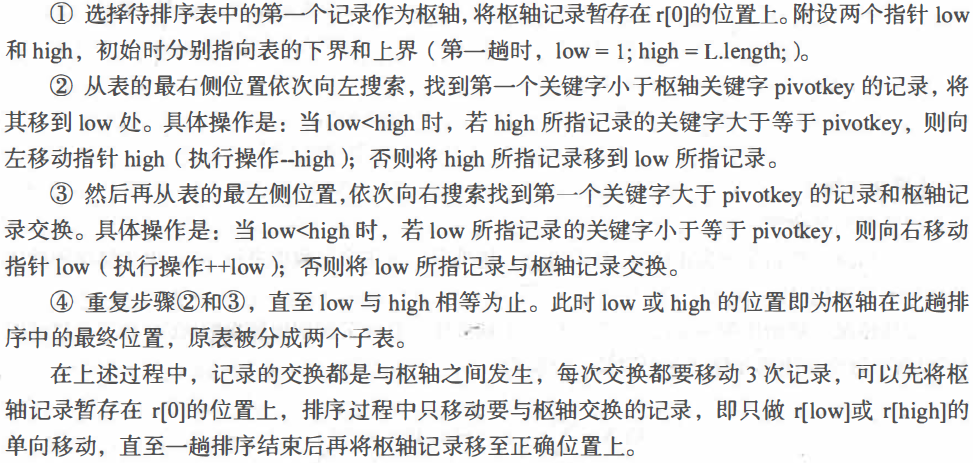 ① 选择待排序表中的第一个记录作为枢轴，将枢轴记录暂存在 r[0]的位置上。附设两个指针 low
和 high，初始时分别指向表的下界和上界（第一趟时，low = 1; high = L.length; ）。
② 从表的最右侧位置依次向左搜索，找到第一个关键字小于枢轴关键字 pivotkey 的记录，将
其移到 low 处。具体操作是：当 low<high 时，若 high 所指记录的关键字大于等于 pivotkey，则向
左移动指针 high（执行操作--high）；否则将 high 所指记录移到 low 所指记录。
③ 然后再从表的最左侧位置，依次向右搜索找到第一个关键字大于 pivotkey 的记录和枢轴记
录交换。具体操作是：当 low<high 时，若 low 所指记录的关键字小于等于 pivotkey，则向右移动
指针 low（执行操作++low）；否则将 low 所指记录与枢轴记录交换。
④ 重复步骤②和③，直至 low 与 high 相等为止。此时 low 或 high 的位置即为枢轴在此趟排
序中的最终位置，原表被分成两个子表。
在上述过程中，记录的交换都是与枢轴之间发生，每次交换都要移动 3 次记录，可以先将枢
轴记录暂存在 r[0]的位置上，排序过程中只移动要与枢轴交换的记录，即只做 r[low]或 r[high]的
单向移动，直至一趟排序结束后再将枢轴记录移至正确位置上。